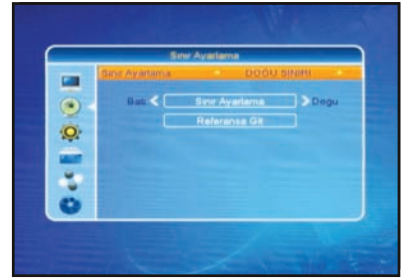 Sınır Ayarlama
Sınır Ayarlama DOĞU SINIRI
Batı Sınır Ayarlama Doğu
Referansa Git